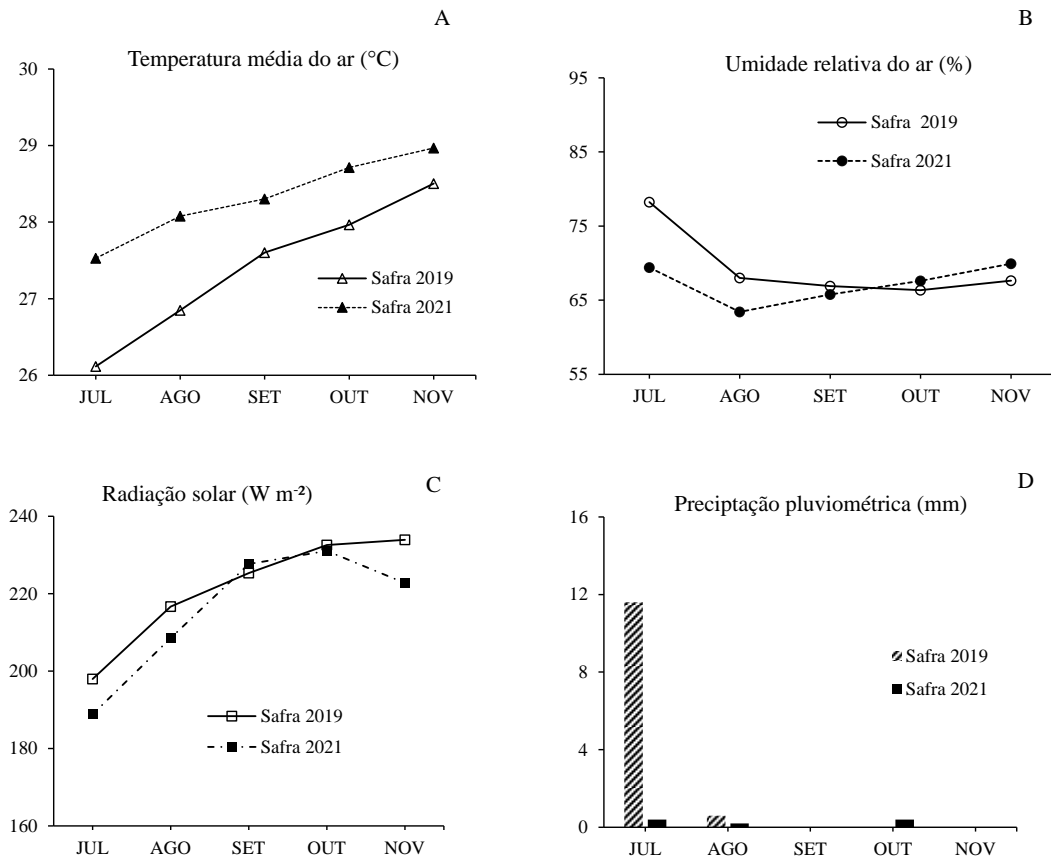 A
Temperatura média do ar (°C)
30
29
28
27
26
Safra 2019
Safra 2021
JUL AGO SET OUT NOV
B
Umidade relativa do ar (%)
95
85
75
65
55
Safra 2019
Safra 2021
JUL AGO SET OUT NOV
C
Radiação solar (W m⁻²)
240
220
200
180
160
Safra 2019
Safra 2021
JUL AGO SET OUT NOV
D
Preciptação pluviométrica (mm)
16
12
8
4
0
Safra 2019
Safra 2021
JUL AGO SET OUT NOV